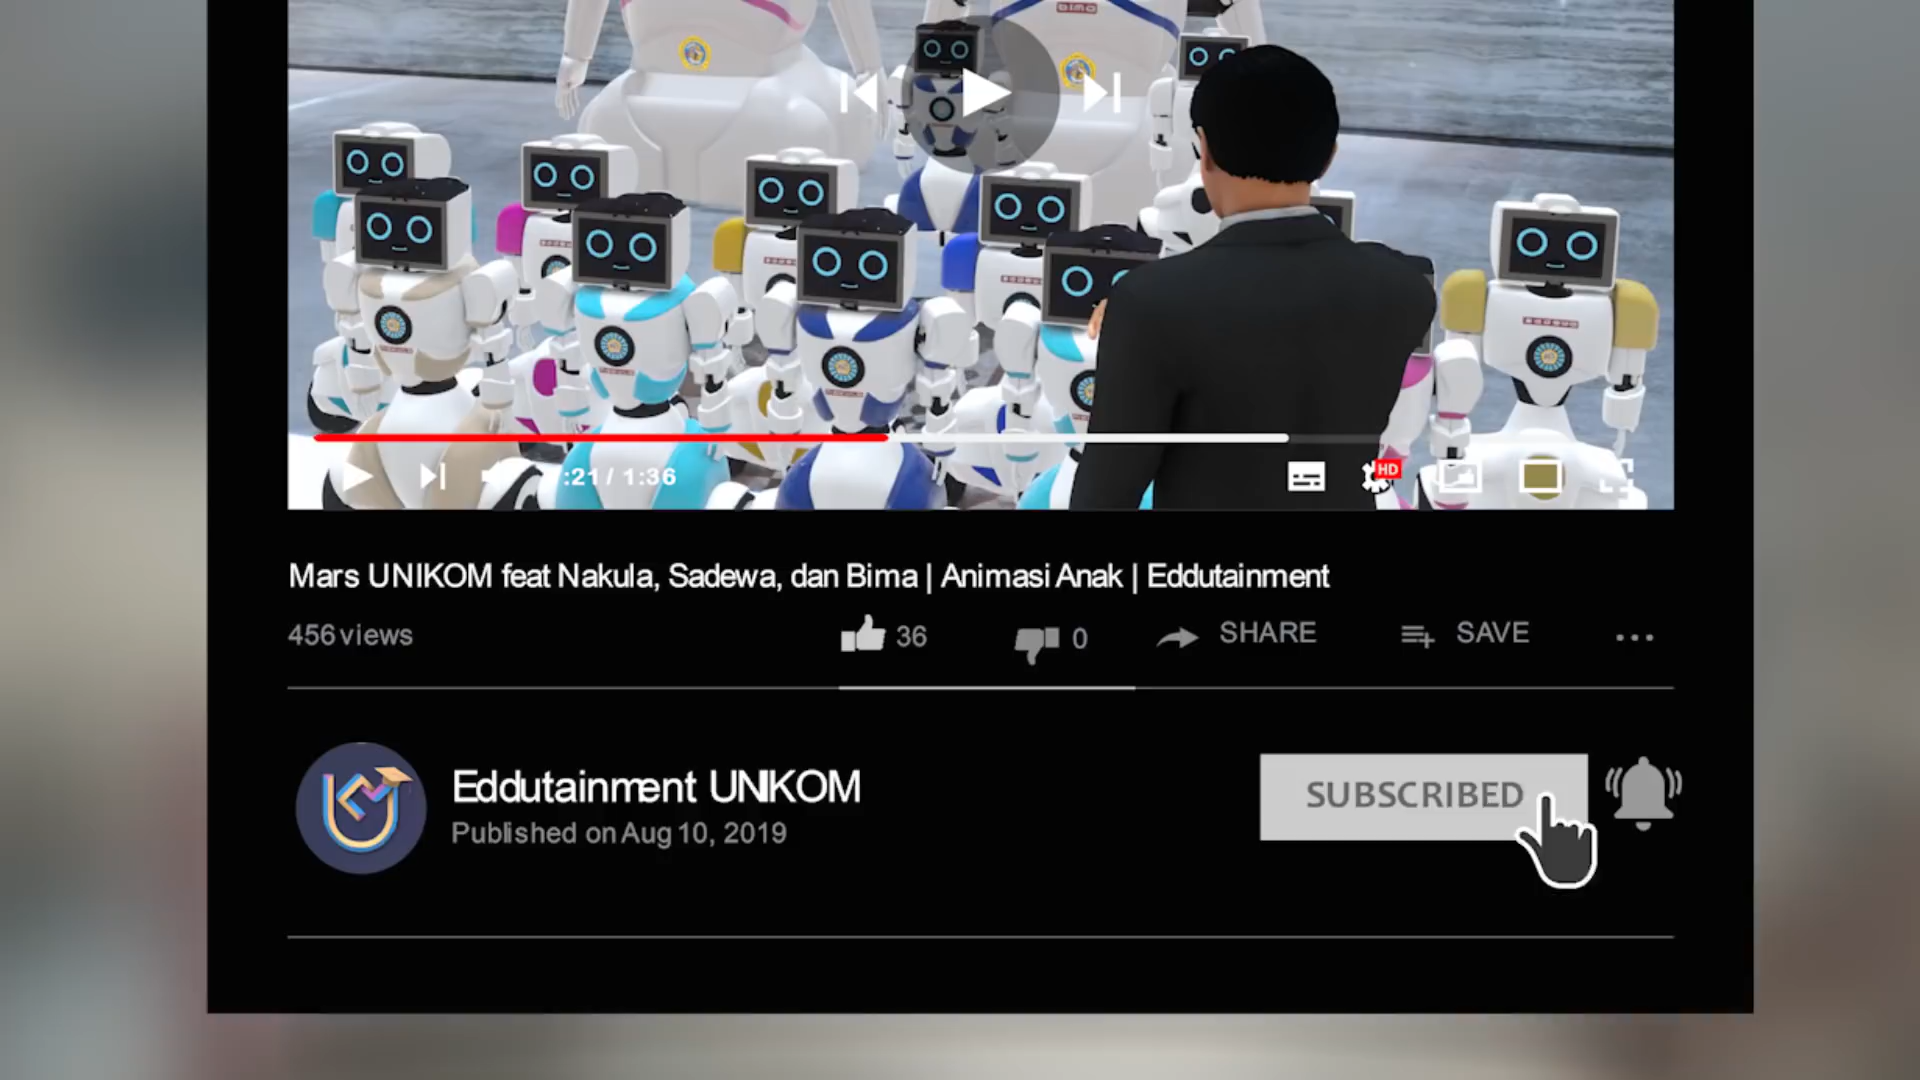 BIMO
:21 / 1:36
HD
Mars UNIKOM feat Nakula, Sadewa, dan Bima | Animasi Anak | Eddutainment
456 views
36
0
SHARE
SAVE
Eddutainment UNIKOM
Published on Aug 10, 2019
SUBSCRIBED